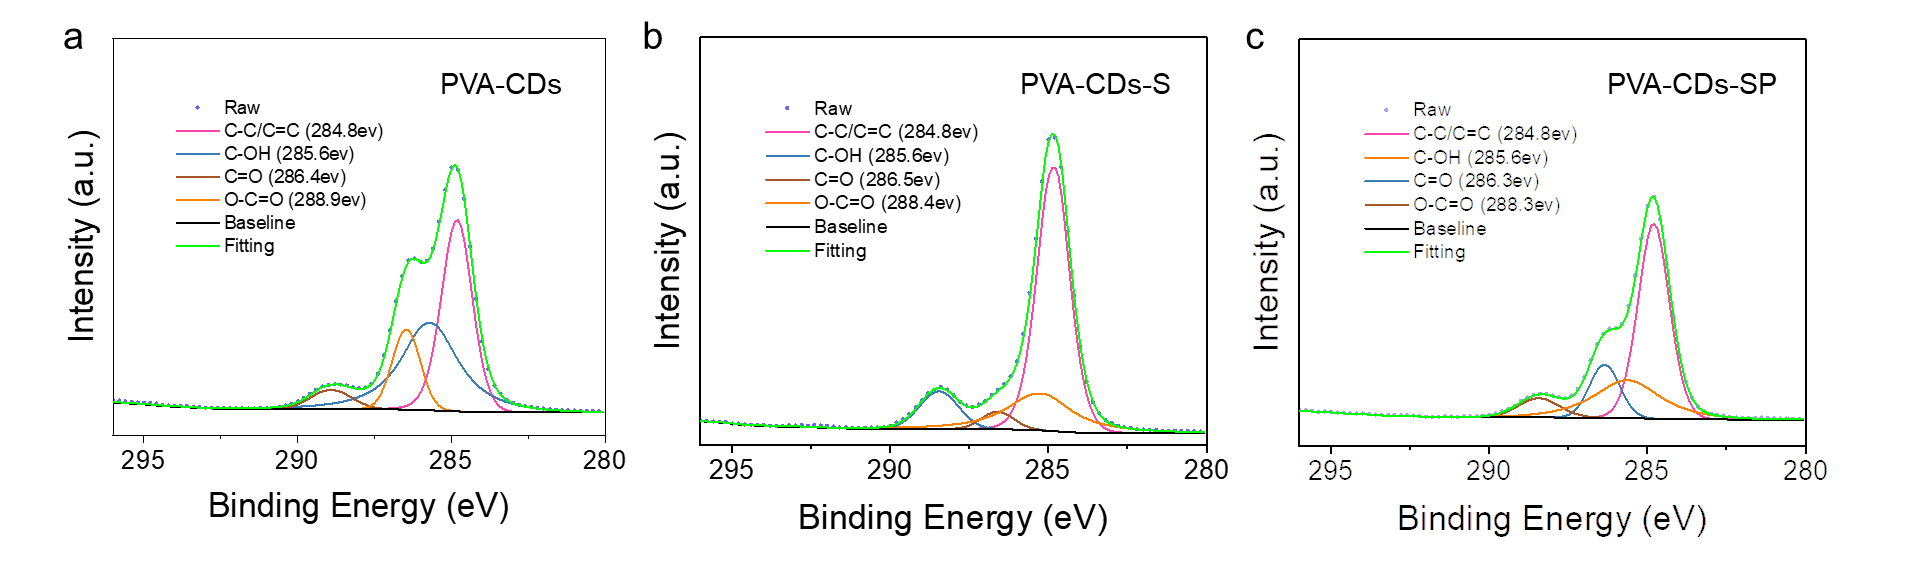 a
PVA-CDs
Raw
C-C/C=C (284.8ev)
C-OH (285.6ev)
C=O (286.4ev)
O-C=O (288.9ev)
Baseline
Fitting
Intensity (a.u.)
295 290 285 280
Binding Energy (eV)
b
PVA-CDs-S
Raw
C-C/C=C (284.8ev)
C-OH (285.6ev)
C=O (286.5ev)
O-C=O (288.4ev)
Baseline
Fitting
Intensity (a.u.)
295 290 285 280
Binding Energy (eV)
c
PVA-CDs-SP
Raw
C-C/C=C (284.8ev)
C-OH (285.6ev)
C=O (286.3ev)
O-C=O (288.3ev)
Baseline
Fitting
Intensity (a.u.)
295 290 285 280
Binding Energy (eV)